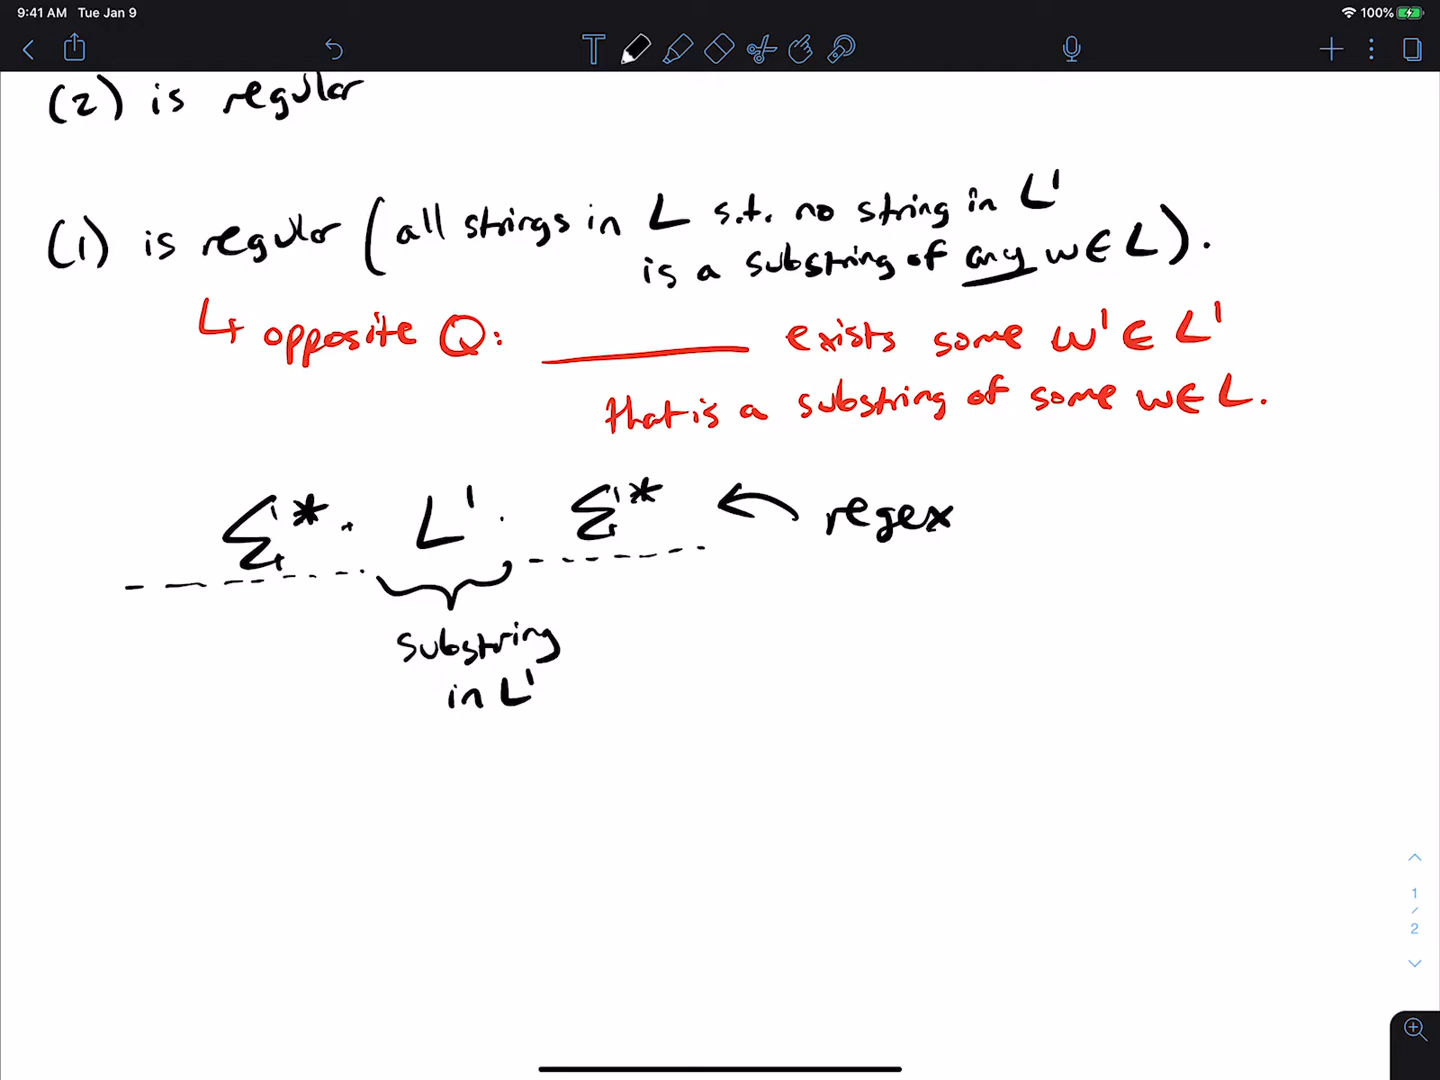 9:41 AM Tue Jan 9 100%
T
(2) is regular
(1) is regular (all strings in L s.t. no string in L'
is a substring of any w ∈ L).
↳ opposite Q: ________ exists some w' ∈ L'
that is a substring of some w ∈ L.
Σ* · L' · Σ* ← regex
substring
in L'
1
/
2